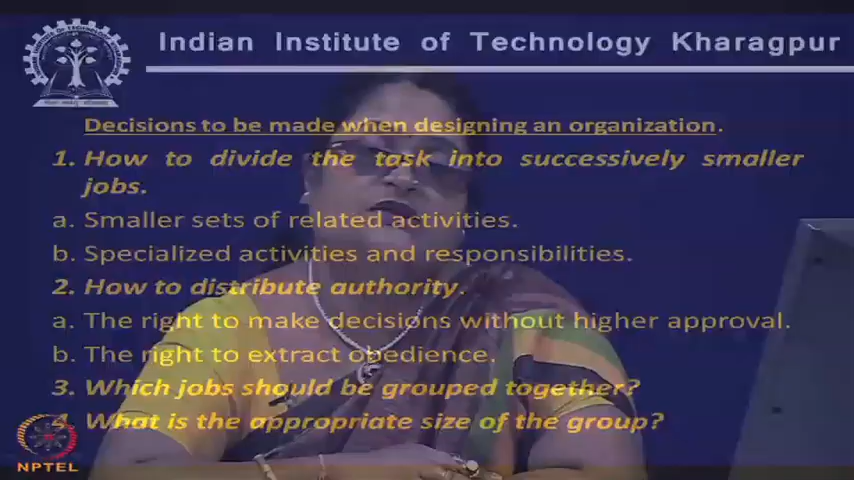 Indian Institute of Technology Kharagpur
Decisions to be made when designing an organization.
1. How to divide the task into successively smaller
jobs.
a. Smaller sets of related activities.
b. Specialized activities and responsibilities.
2. How to distribute authority.
a. The right to make decisions without higher approval.
b. The right to extract obedience.
3. Which jobs should be grouped together?
4. What is the appropriate size of the group?
NPTEL